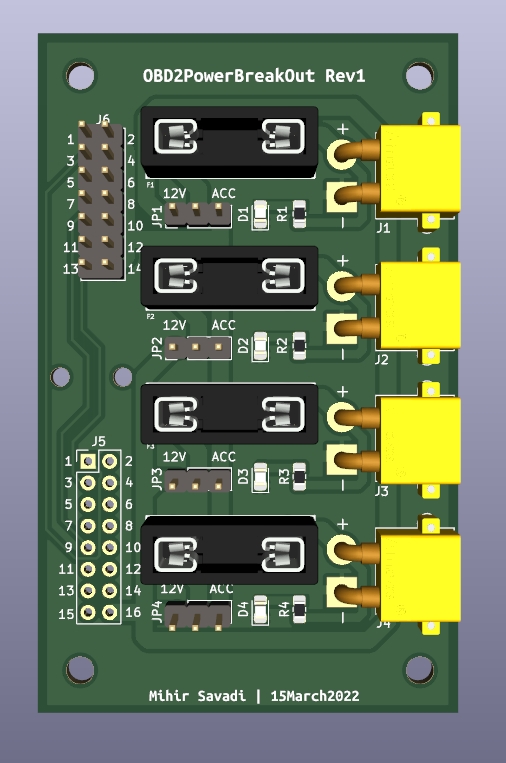 OBD2PowerBreakOut Rev1
J6
1 2
3 4
5 6
7 8
9 10
11 12
13 14
+
F1
12V ACC
JP1 D1 R1
-
J1
+
F2
12V ACC
JP2 D2 R2
-
J2
+
F3
12V ACC
JP3 D3 R3
-
J3
J5
1 2
3 4
5 6
7 8
9 10
11 12
13 14
15 16
+
12V ACC
JP4 D4 R4
-
J4
Mihir Savadi | 15March2022